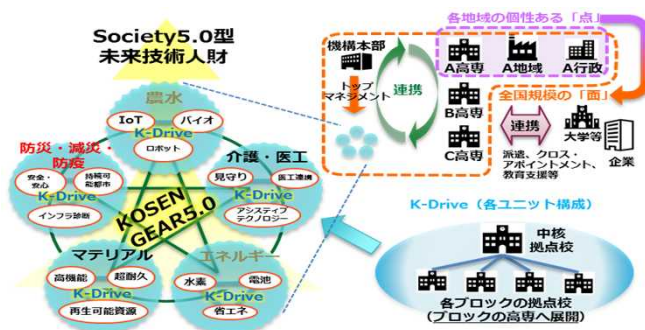 Society5.0型
未来技術人財
農水
IoT
バイオ
K-Drive
ロボット
防災・減災・
防疫
安全・
安心
持続可
能都市
K-Drive
インフラ診断
介護・医工
見守り
医工連携
K-Drive
アシスティブ
テクノロジー
KOSEN
GEAR5.0
マテリアル
高機能
超耐久
K-Drive
再生可能資源
エネルギー
水素
電池
K-Drive
省エネ
各地域の個性ある「点」
機構本部
トップ
マネジメント
連携
A高専
A地域
A行政
B高専
C高専
全国規模の「面」
連携
大学等
企業
派遣、クロス・
アポイントメント、
教育支援等
K-Drive（各ユニット構成）
中核
拠点校
各ブロックの拠点校
(ブロックの高専へ展開)